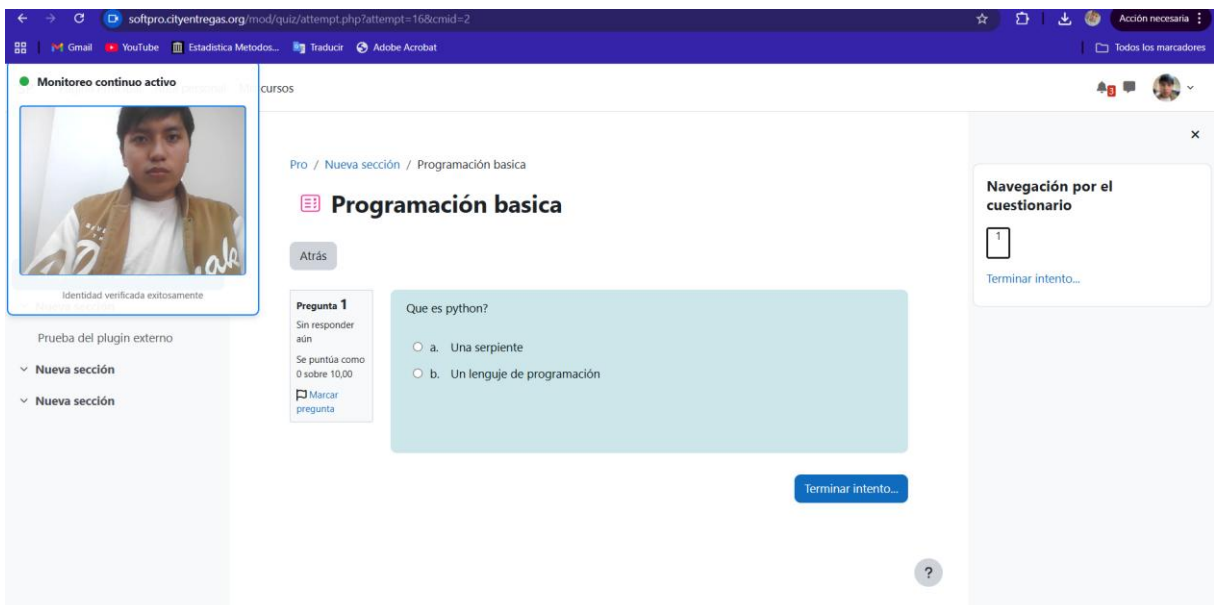 softpro.cityentregas.org/mod/quiz/attempt.php?attempt=16&cmid=2
Acción necesaria
Gmail
YouTube
Estadistica Metodos...
Traducir
Adobe Acrobat
Todos los marcadores
Monitoreo continuo activo
cursos
3
Identidad verificada exitosamente
Prueba del plugin externo
Nueva sección
Nueva sección
Pro / Nueva sección / Programación basica
Programación basica
Atrás
Pregunta 1
Sin responder
aún
Se puntúa como
0 sobre 10,00
Marcar
pregunta
Que es python?
a. Una serpiente
b. Un lenguje de programación
Terminar intento...
Navegación por el
cuestionario
1
Terminar intento...
?